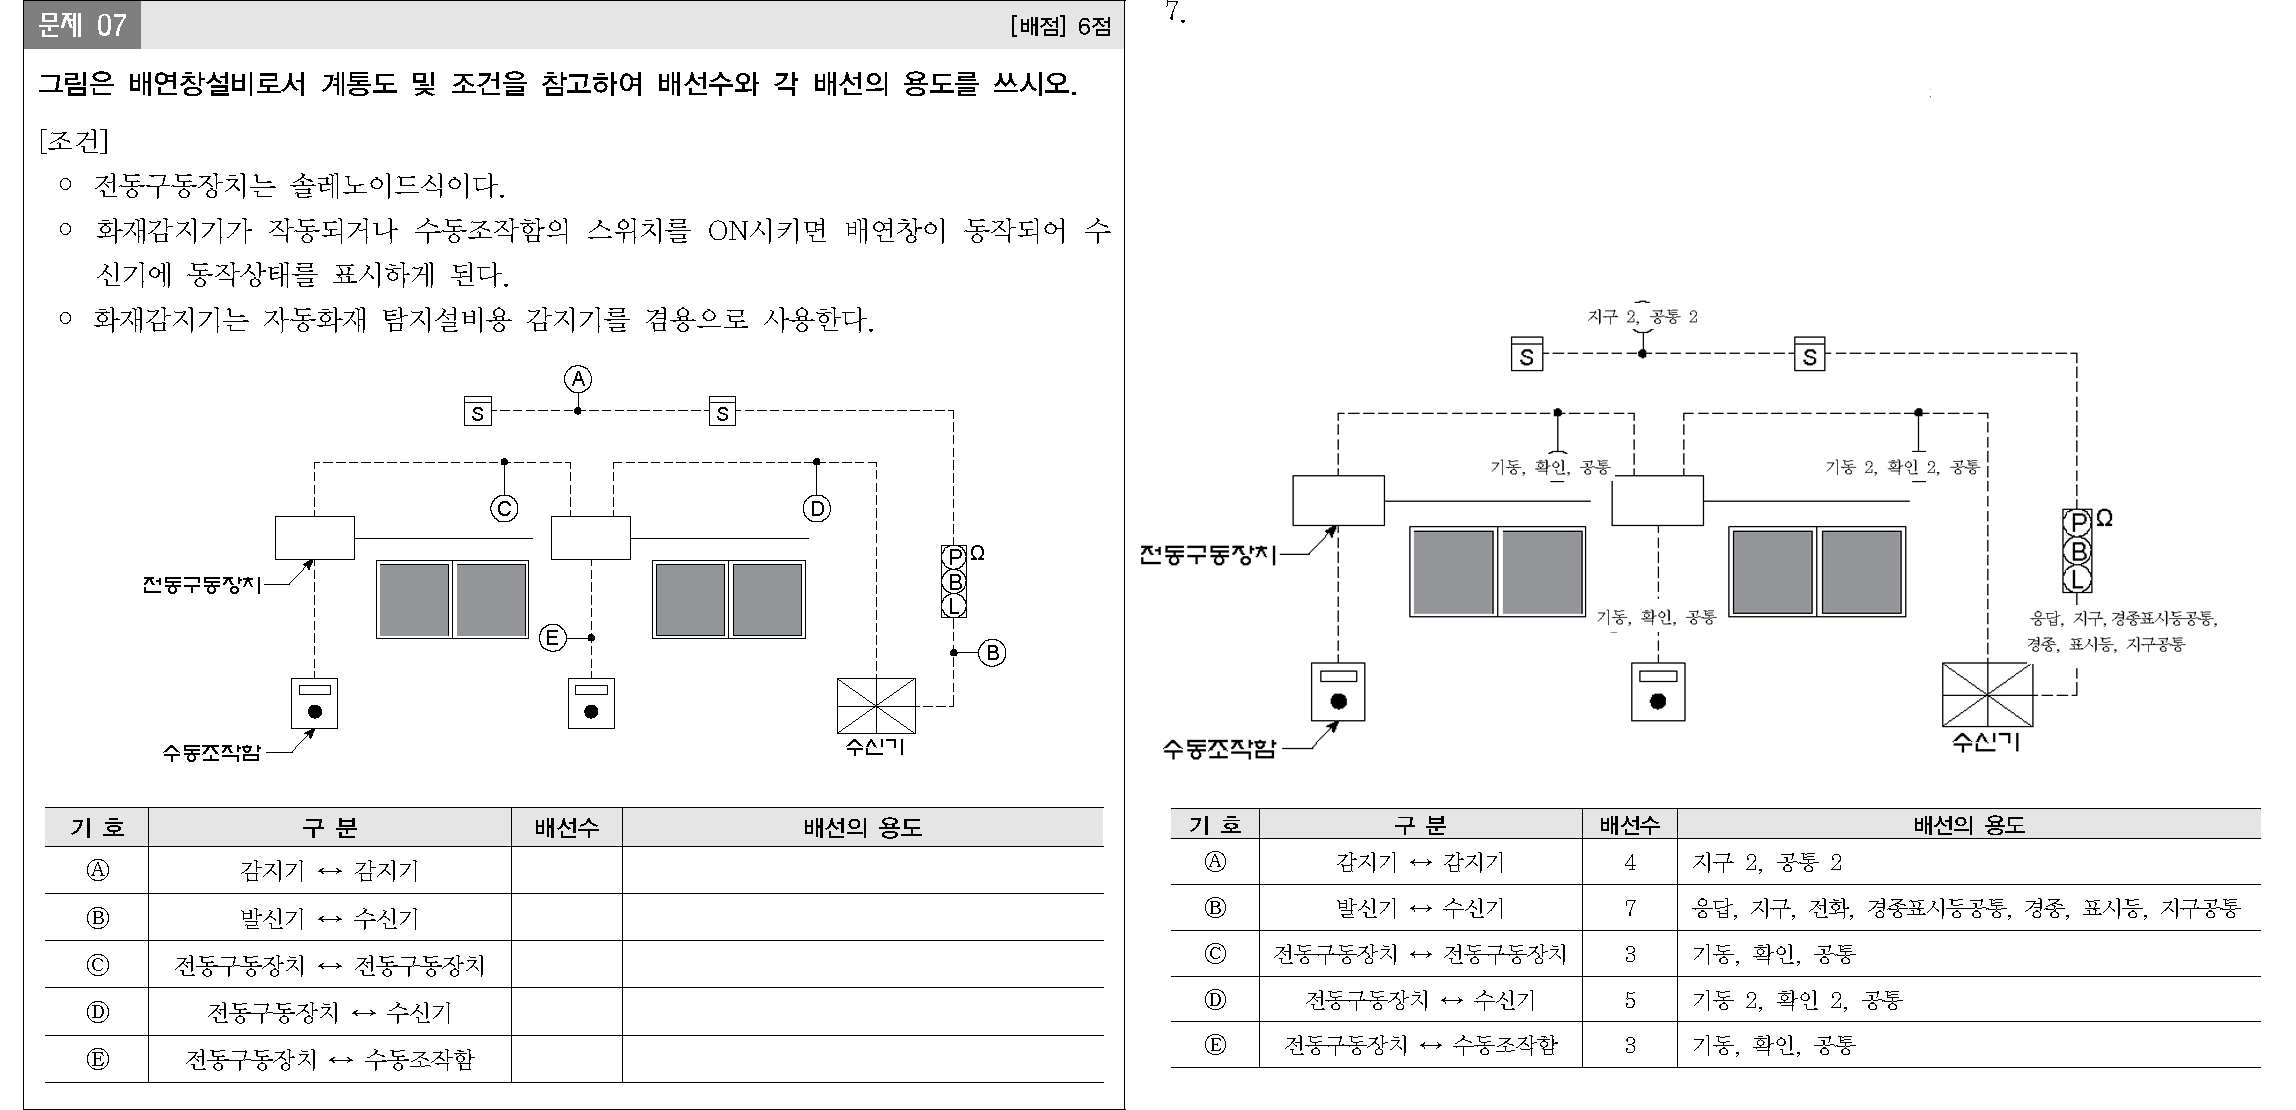 문제 07
[배점] 6점
그림은 배연창설비로서 계통도 및 조건을 참고하여 배선수와 각 배선의 용도를 쓰시오.
[조건]
○ 전동구동장치는 솔레노이드식이다.
○ 화재감지기가 작동되거나 수동조작함의 스위치를 ON시키면 배연창이 동작되어 수
신기에 동작상태를 표시하게 된다.
○ 화재감지기는 자동화재 탐지설비용 감지기를 겸용으로 사용한다.
Ⓐ
S
S
Ⓒ
Ⓓ
전동구동장치
Ⓟ Ω
Ⓑ
Ⓛ
Ⓔ
Ⓑ
수동조작함
수신기
기 호 구 분 배선수 배선의 용도
Ⓐ 감지기 ↔ 감지기
Ⓑ 발신기 ↔ 수신기
Ⓒ 전동구동장치 ↔ 전동구동장치
Ⓓ 전동구동장치 ↔ 수신기
Ⓔ 전동구동장치 ↔ 수동조작함
7.
지구 2, 공통 2
S
S
기동, 확인, 공통
기동 2, 확인 2, 공통
전동구동장치
Ⓟ Ω
Ⓑ
Ⓛ
기동, 확인, 공통
응답, 지구, 경종표시등공통,
경종, 표시등, 지구공통
수동조작함
수신기
기 호 구 분 배선수 배선의 용도
Ⓐ 감지기 ↔ 감지기 4 지구 2, 공통 2
Ⓑ 발신기 ↔ 수신기 7 응답, 지구, 전화, 경종표시등공통, 경종, 표시등, 지구공통
Ⓒ 전동구동장치 ↔ 전동구동장치 3 기동, 확인, 공통
Ⓓ 전동구동장치 ↔ 수신기 5 기동 2, 확인 2, 공통
Ⓔ 전동구동장치 ↔ 수동조작함 3 기동, 확인, 공통